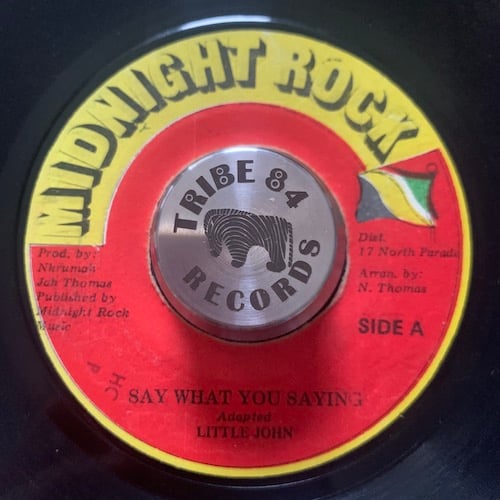 MIDNIGHT ROCK
TRIBE 84
RECORDS
Prod. by:
Nkrumah
Jah Thomas
Published by
Midnight Rock
Music
Dist.
17 North Parade
Arran. by:
N. Thomas
SIDE A
HC P
SAY WHAT YOU SAYING
Adapted
LITTLE JOHN